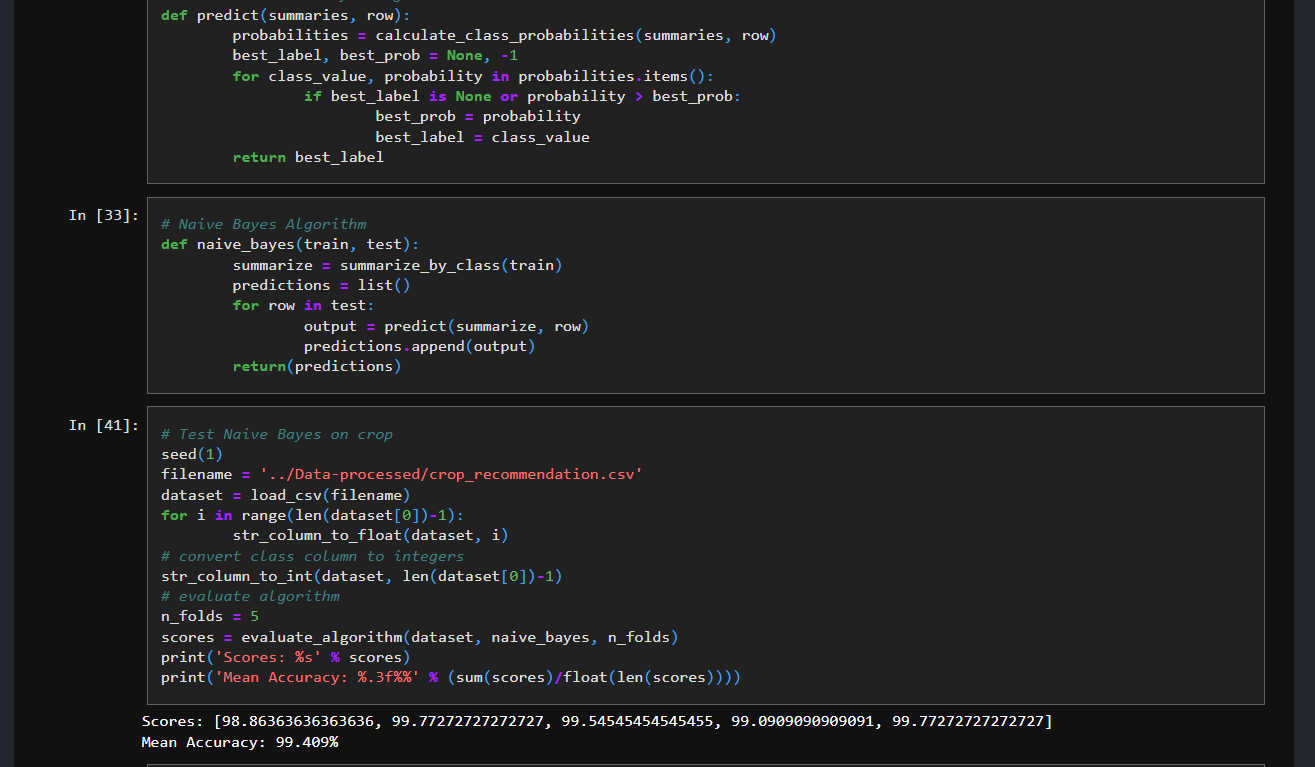 def predict(summaries, row):
        probabilities = calculate_class_probabilities(summaries, row)
        best_label, best_prob = None, -1
        for class_value, probability in probabilities.items():
                if best_label is None or probability > best_prob:
                        best_prob = probability
                        best_label = class_value
        return best_label
In [33]:
# Naive Bayes Algorithm
def naive_bayes(train, test):
        summarize = summarize_by_class(train)
        predictions = list()
        for row in test:
                output = predict(summarize, row)
                predictions.append(output)
        return(predictions)
In [41]:
# Test Naive Bayes on crop
seed(1)
filename = '../Data-processed/crop_recommendation.csv'
dataset = load_csv(filename)
for i in range(len(dataset[0])-1):
        str_column_to_float(dataset, i)
# convert class column to integers
str_column_to_int(dataset, len(dataset[0])-1)
# evaluate algorithm
n_folds = 5
scores = evaluate_algorithm(dataset, naive_bayes, n_folds)
print('Scores: %s' % scores)
print('Mean Accuracy: %.3f%%' % (sum(scores)/float(len(scores))))
Scores: [98.86363636363636, 99.77272727272727, 99.54545454545455, 99.0909090909091, 99.77272727272727]
Mean Accuracy: 99.409%